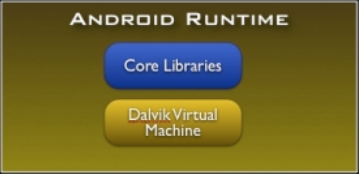 ANDROID RUNTIME
Core Libraries
Dalvik Virtual
Machine